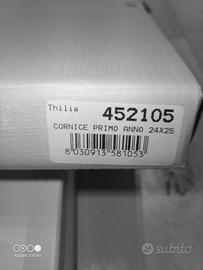 Thilia 452105
CORNICE PRIMO ANNO 24X25
8 030913 581053
subito